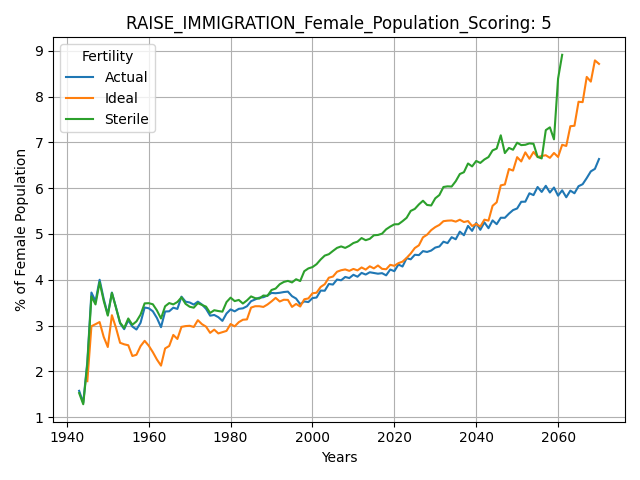 RAISE_IMMIGRATION_Female_Population_Scoring: 5
Fertility
Actual
Ideal
Sterile
% of Female Population
9
8
7
6
5
4
3
2
1
1940 1960 1980 2000 2020 2040 2060
Years